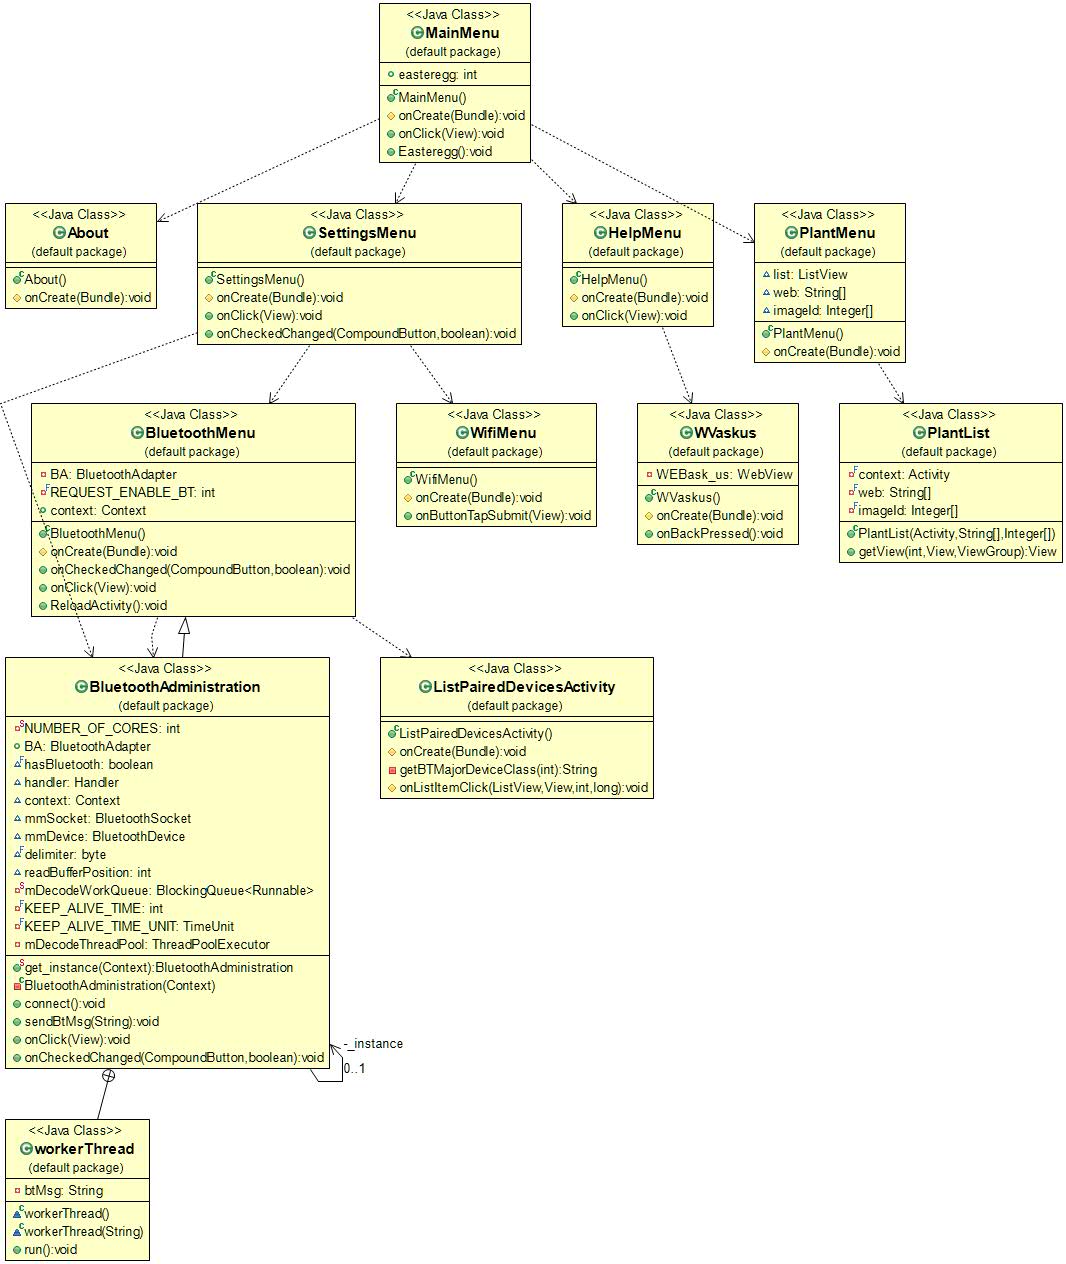 <<Java Class>>
MainMenu
(default package)
easteregg: int
MainMenu()
onCreate(Bundle):void
onClick(View):void
Easteregg():void
<<Java Class>>
About
(default package)
About()
onCreate(Bundle):void
<<Java Class>>
SettingsMenu
(default package)
SettingsMenu()
onCreate(Bundle):void
onClick(View):void
onCheckedChanged(CompoundButton,boolean):void
<<Java Class>>
HelpMenu
(default package)
HelpMenu()
onCreate(Bundle):void
onClick(View):void
<<Java Class>>
PlantMenu
(default package)
list: ListView
web: String[]
imageId: Integer[]
PlantMenu()
onCreate(Bundle):void
<<Java Class>>
BluetoothMenu
(default package)
BA: BluetoothAdapter
REQUEST_ENABLE_BT: int
context: Context
BluetoothMenu()
onCreate(Bundle):void
onCheckedChanged(CompoundButton,boolean):void
onClick(View):void
ReloadActivity():void
<<Java Class>>
WifiMenu
(default package)
WifiMenu()
onCreate(Bundle):void
onButtonTapSubmit(View):void
<<Java Class>>
WVaskus
(default package)
WEBask_us: WebView
WVaskus()
onCreate(Bundle):void
onBackPressed():void
<<Java Class>>
PlantList
(default package)
context: Activity
web: String[]
imageId: Integer[]
PlantList(Activity,String[],Integer[])
getView(int,View,ViewGroup):View
<<Java Class>>
BluetoothAdministration
(default package)
NUMBER_OF_CORES: int
BA: BluetoothAdapter
hasBluetooth: boolean
handler: Handler
context: Context
mmSocket: BluetoothSocket
mmDevice: BluetoothDevice
delimiter: byte
readBufferPosition: int
mDecodeWorkQueue: BlockingQueue<Runnable>
KEEP_ALIVE_TIME: int
KEEP_ALIVE_TIME_UNIT: TimeUnit
mDecodeThreadPool: ThreadPoolExecutor
get_instance(Context):BluetoothAdministration
BluetoothAdministration(Context)
connect():void
sendBtMsg(String):void
onClick(View):void
onCheckedChanged(CompoundButton,boolean):void
-_instance
0..1
<<Java Class>>
ListPairedDevicesActivity
(default package)
ListPairedDevicesActivity()
onCreate(Bundle):void
getBTMajorDeviceClass(int):String
onListItemClick(ListView,View,int,long):void
<<Java Class>>
workerThread
(default package)
btMsg: String
workerThread()
workerThread(String)
run():void